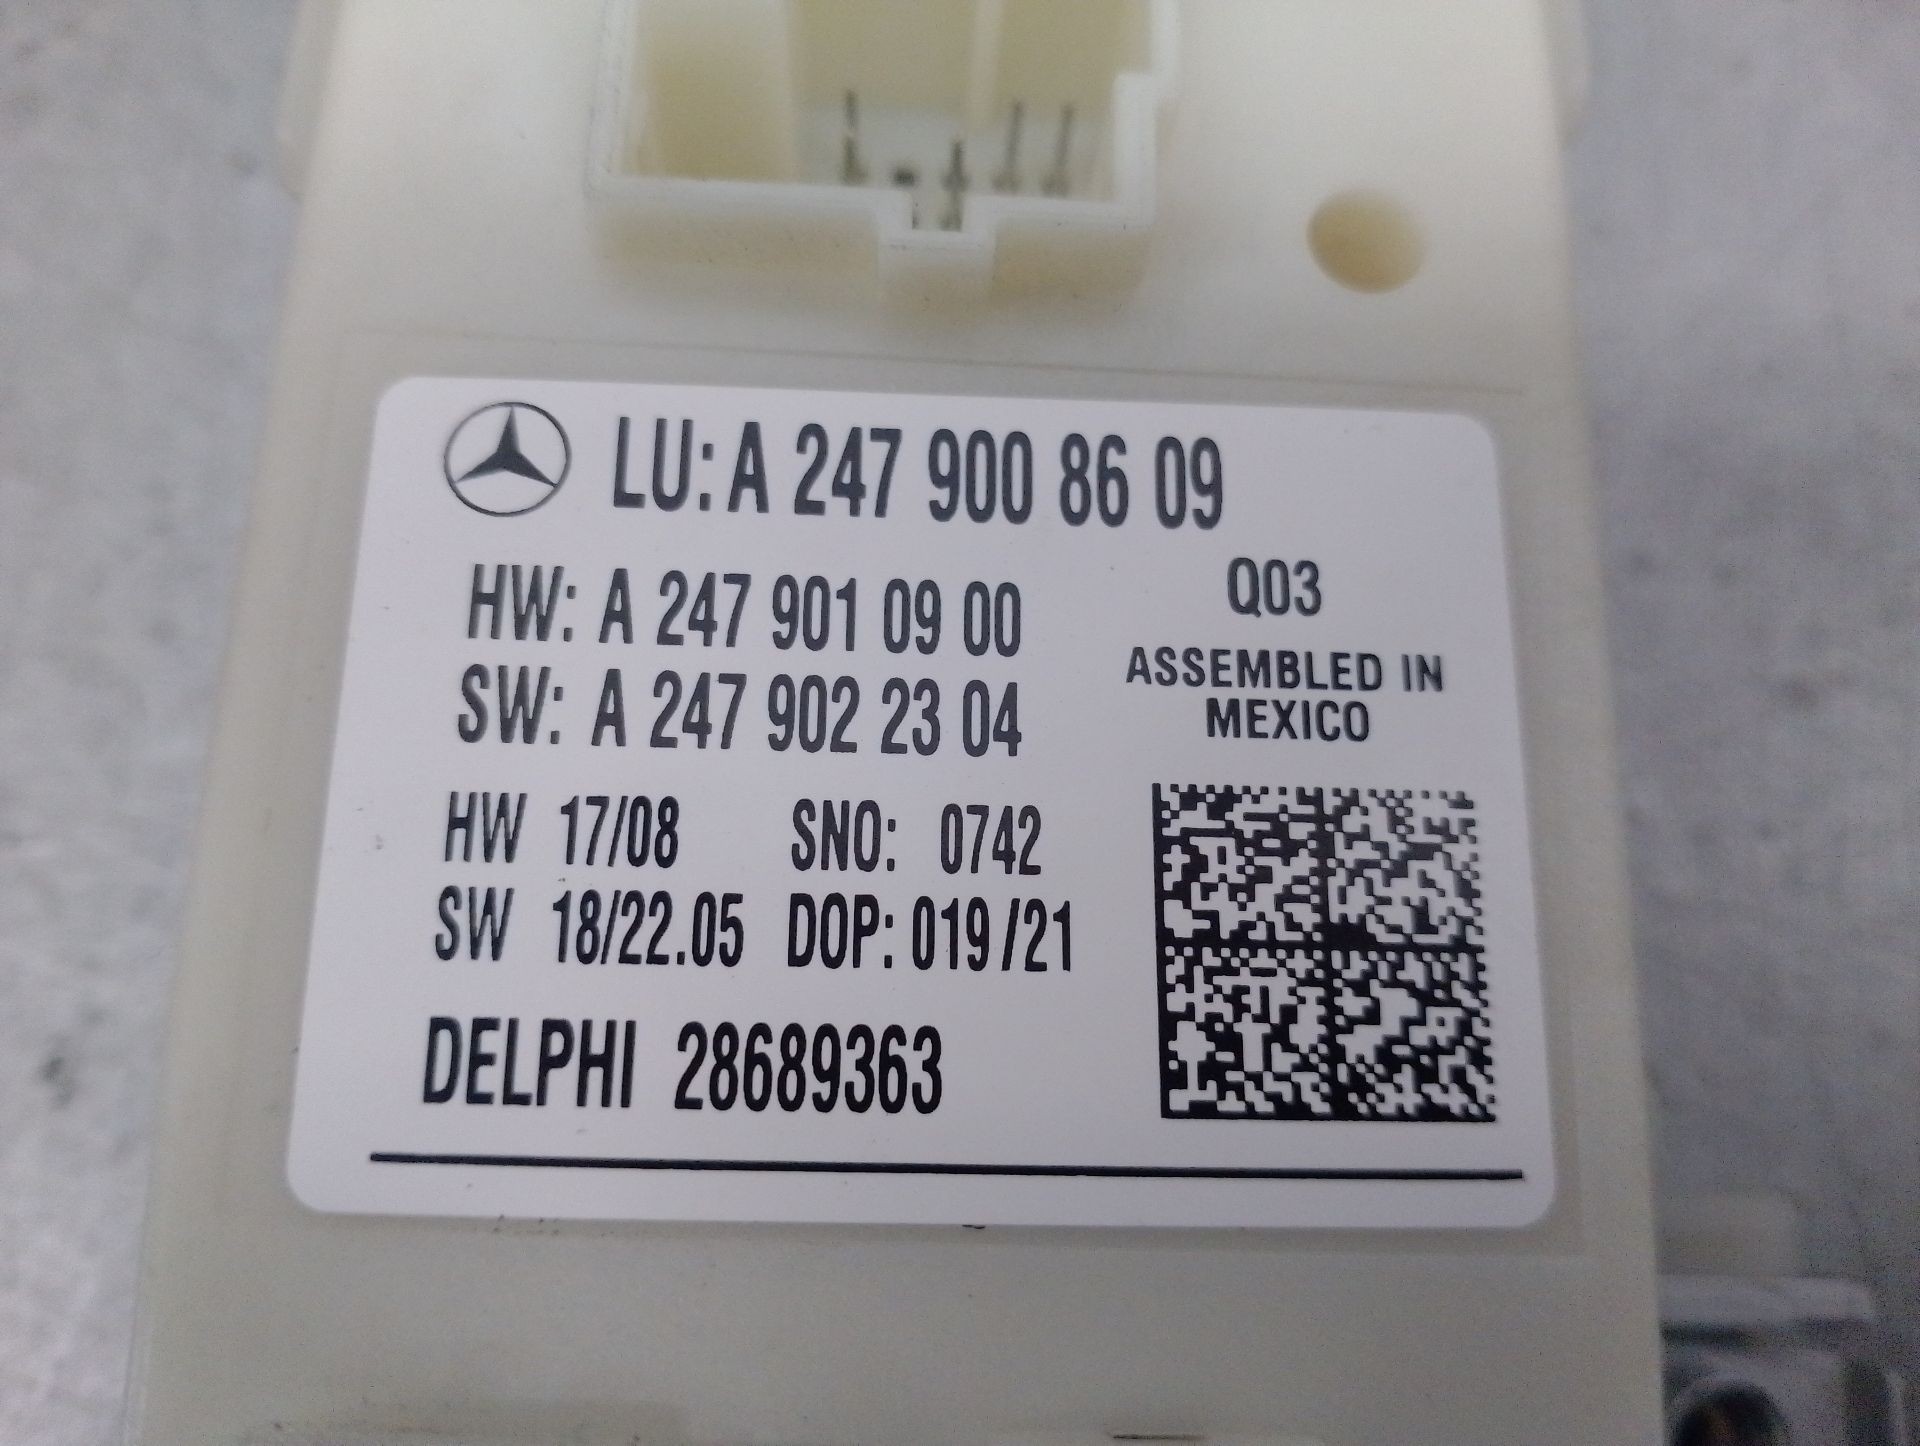 LU: A 247 900 86 09
HW: A 247 901 09 00
SW: A 247 902 23 04
Q03
ASSEMBLED IN
MEXICO
HW 17/08 SNO: 0742
SW 18/22.05 DOP: 019/21
DELPHI 28689363